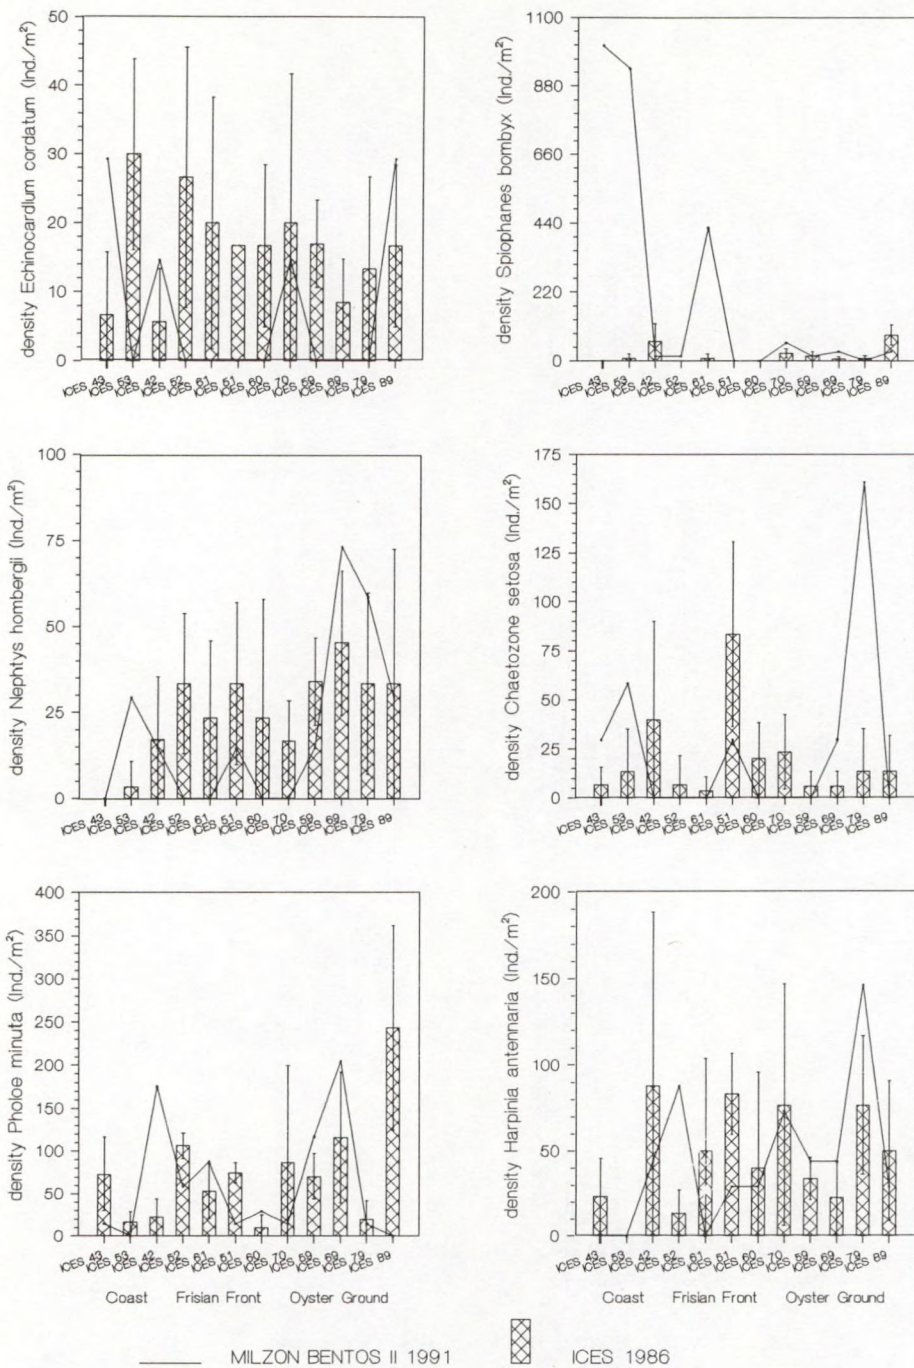 density Echinocardium cordatum (Ind./m²)
50
40
30
20
10
0
ICES 43 ICES 53 ICES 42 ICES 52 ICES 61 ICES 51 ICES 60 ICES 70 ICES 59 ICES 69 ICES 79 ICES 89
density Spiophanes bombyx (Ind./m²)
1100
880
660
440
220
0
ICES 43 ICES 53 ICES 42 ICES 52 ICES 61 ICES 51 ICES 60 ICES 70 ICES 59 ICES 69 ICES 79 ICES 89
density Nephtys hombergii (Ind./m²)
100
75
50
25
0
ICES 43 ICES 53 ICES 42 ICES 52 ICES 61 ICES 51 ICES 60 ICES 70 ICES 59 ICES 69 ICES 79 ICES 89
density Chaetozone setosa (Ind./m²)
175
150
125
100
75
50
25
0
ICES 43 ICES 53 ICES 42 ICES 52 ICES 61 ICES 51 ICES 60 ICES 70 ICES 59 ICES 69 ICES 79 ICES 89
density Pholoe minuta (Ind./m²)
400
350
300
250
200
150
100
50
0
ICES 43 ICES 53 ICES 42 ICES 52 ICES 61 ICES 51 ICES 60 ICES 70 ICES 59 ICES 69 ICES 79 ICES 89
Coast Frisian Front Oyster Ground
density Harpinia antennaria (Ind./m²)
200
150
100
50
0
ICES 43 ICES 53 ICES 42 ICES 52 ICES 61 ICES 51 ICES 60 ICES 70 ICES 59 ICES 69 ICES 79 ICES 89
Coast Frisian Front Oyster Ground
MILZON BENTOS II 1991 ICES 1986